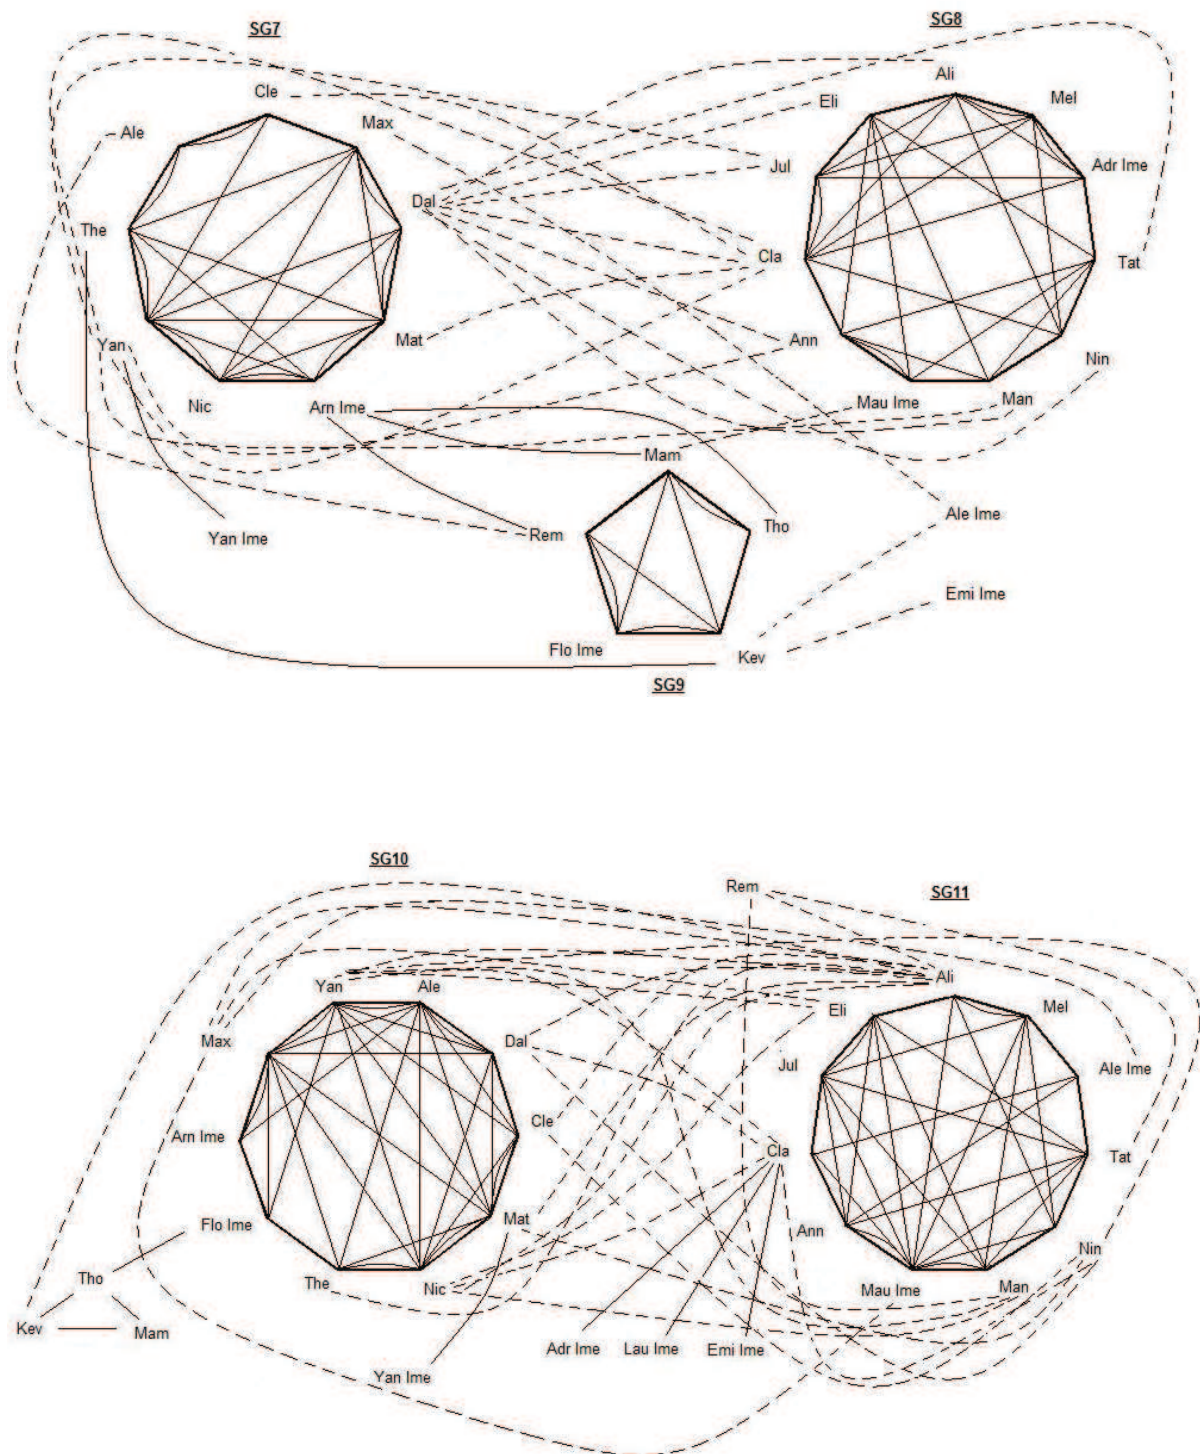 SG7
SG8
Cle
Ali
Max
Eli
Mel
Ale
Jul
Adr Ime
Dal
The
Cla
Tat
Yan
Mat
Ann
Nin
Nic
Arn Ime
Mau Ime
Man
Mam
Yan Ime
Rem
Tho
Ale Ime
Emi Ime
Flo Ime
Kev
SG9
SG10
Rem
SG11
Yan
Ale
Ali
Eli
Mel
Max
Dal
Jul
Ale Ime
Arn Ime
Cle
Cla
Tat
Flo Ime
Mat
Ann
Nin
Tho
The
Nic
Mau Ime
Man
Kev
Mam
Yan Ime
Adr Ime
Lau Ime
Emi Ime